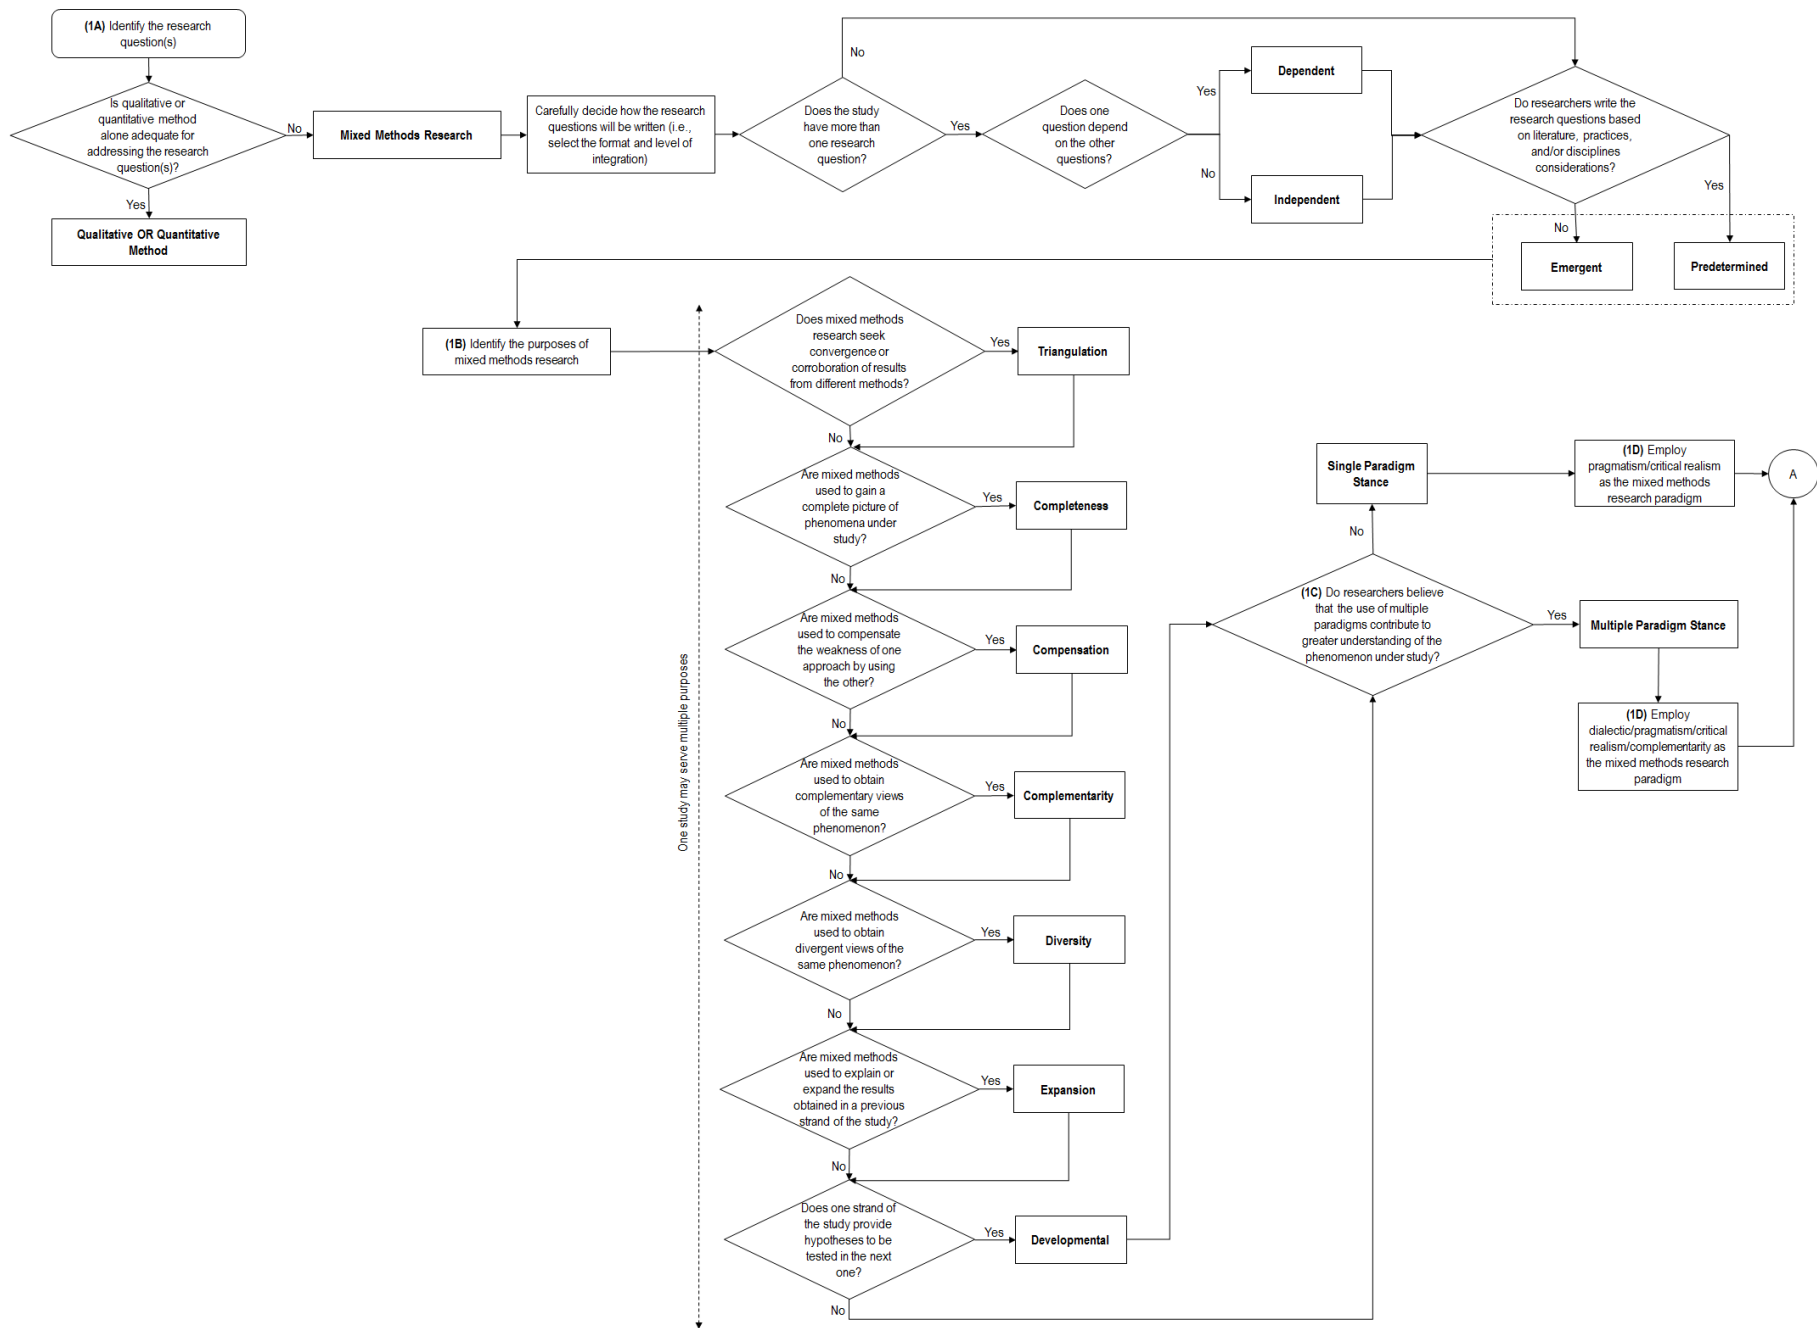 (1A) Identify the research
question(s)
Is qualitative or
quantitative method
alone adequate for
addressing the research
question(s)?
No
Yes
Qualitative OR Quantitative
Method
Mixed Methods Research
Carefully decide how the research
questions will be written (i.e.,
select the format and level of
integration)
Does the study
have more than
one research
question?
No
Yes
Does one
question depend
on the other
questions?
Yes
No
Dependent
Independent
Do researchers write the
research questions based
on literature, practices,
and/or disciplines
considerations?
No
Yes
Emergent
Predetermined
(1B) Identify the purposes of
mixed methods research
One study may serve multiple purposes
Does mixed methods
research seek
convergence or
corroboration of results
from different methods?
Yes
Triangulation
No
Are mixed methods
used to gain a
complete picture of
phenomena under
study?
Yes
Completeness
No
Are mixed methods
used to compensate
the weakness of one
approach by using
the other?
Yes
Compensation
No
Are mixed methods
used to obtain
complementary views
of the same
phenomenon?
Yes
Complementarity
No
Are mixed methods
used to obtain
divergent views of the
same phenomenon?
Yes
Diversity
No
Are mixed methods
used to explain or
expand the results
obtained in a previous
strand of the study?
Yes
Expansion
No
Does one strand of
the study provide
hypotheses to be
tested in the next
one?
Yes
Developmental
No
(1C) Do researchers believe
that the use of multiple
paradigms contribute to
greater understanding of the
phenomenon under study?
No
Single Paradigm
Stance
(1D) Employ
pragmatism/critical realism
as the mixed methods
research paradigm
A
Yes
Multiple Paradigm Stance
(1D) Employ
dialectic/pragmatism/critical
realism/complementarity as
the mixed methods research
paradigm